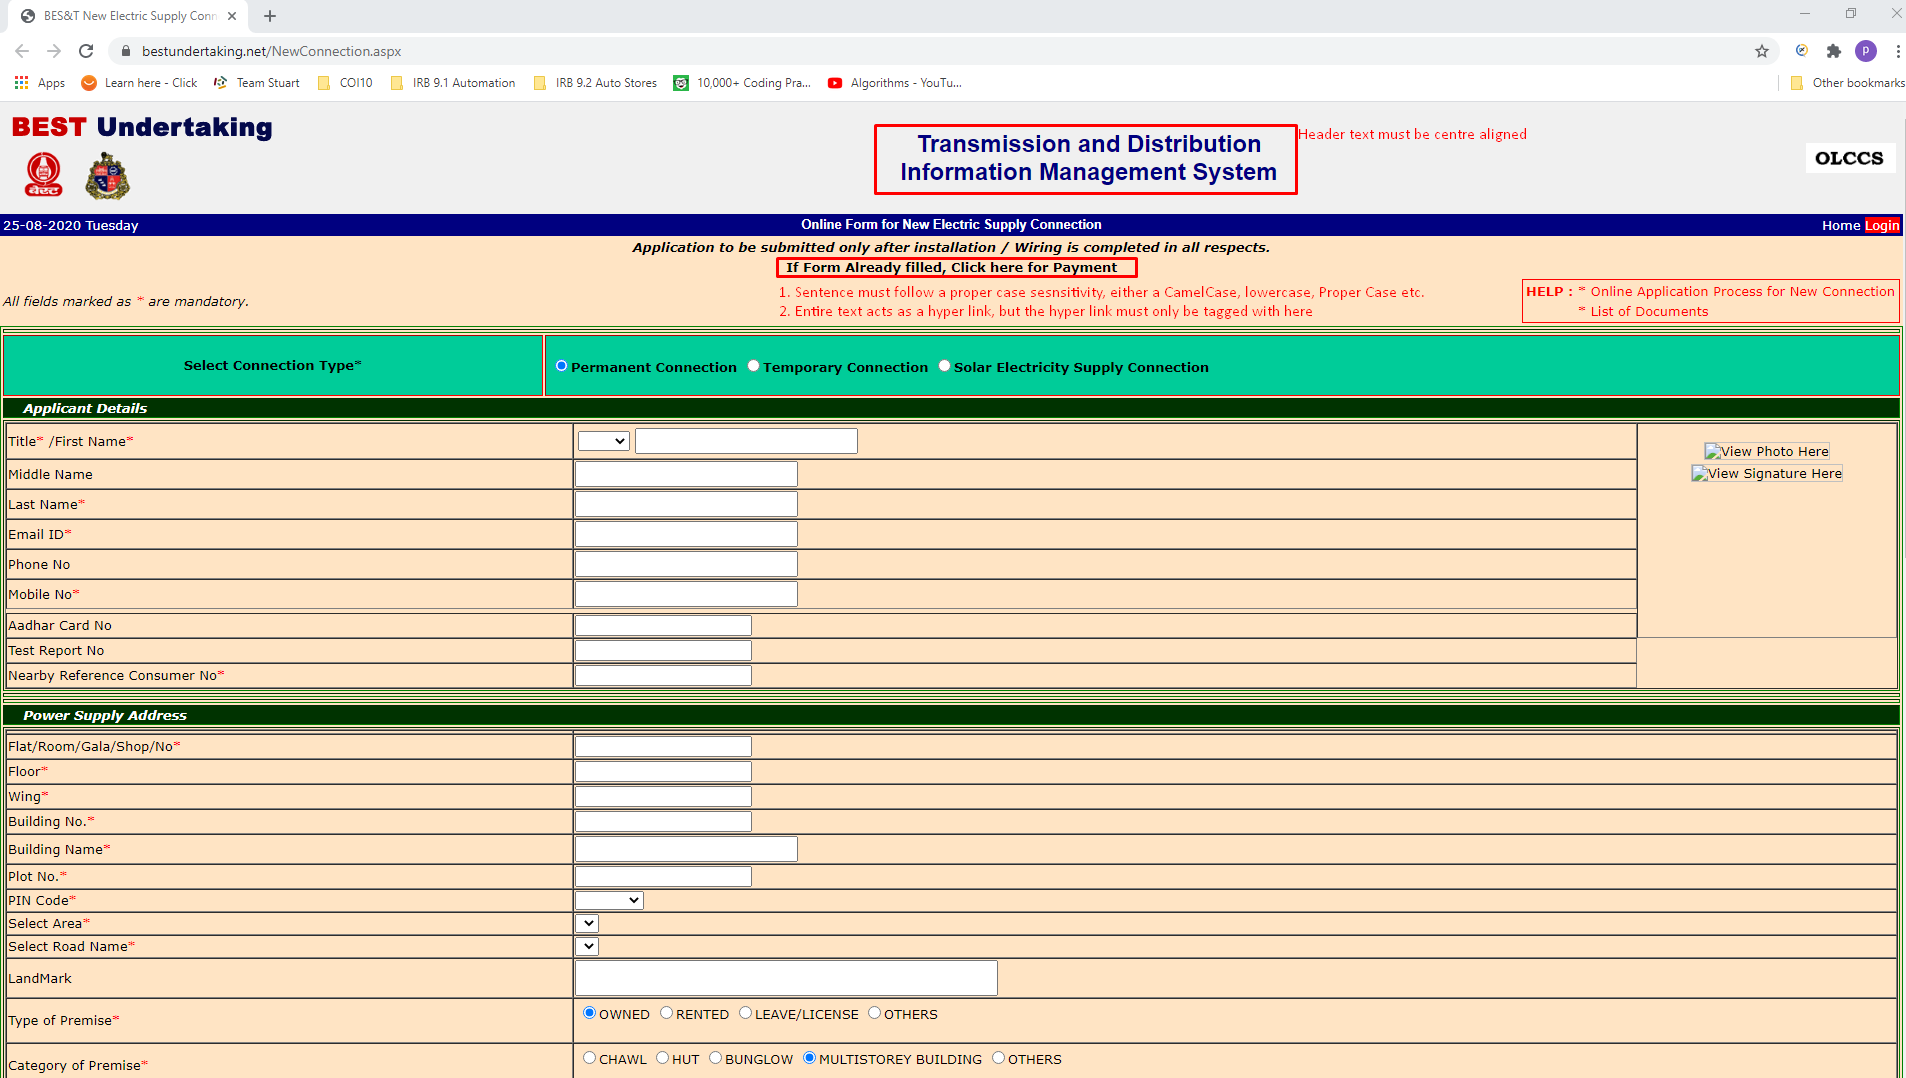 BES&T New Electric Supply Conn
bestundertaking.net/NewConnection.aspx
P
Apps Learn here - Click Team Stuart COI10 IRB 9.1 Automation IRB 9.2 Auto Stores 10,000+ Coding Pra... Algorithms - YouTu... Other bookmarks
BEST Undertaking
बेस्ट
Transmission and Distribution
Information Management System
Header text must be centre aligned
OLCCS
25-08-2020 Tuesday Online Form for New Electric Supply Connection Home Login
Application to be submitted only after installation / Wiring is completed in all respects.
If Form Already filled, Click here for Payment
All fields marked as * are mandatory.
1. Sentence must follow a proper case sesnsitivity, either a CamelCase, lowercase, Proper Case etc.
2. Entire text acts as a hyper link, but the hyper link must only be tagged with here
HELP : * Online Application Process for New Connection
* List of Documents
Select Connection Type* Permanent Connection Temporary Connection Solar Electricity Supply Connection
Applicant Details
Title* /First Name*
View Photo Here
View Signature Here
Middle Name
Last Name*
Email ID*
Phone No
Mobile No*
Aadhar Card No
Test Report No
Nearby Reference Consumer No*
Power Supply Address
Flat/Room/Gala/Shop/No*
Floor*
Wing*
Building No.*
Building Name*
Plot No.*
PIN Code*
Select Area*
Select Road Name*
LandMark
Type of Premise* OWNED RENTED LEAVE/LICENSE OTHERS
Category of Premise* CHAWL HUT BUNGLOW MULTISTOREY BUILDING OTHERS